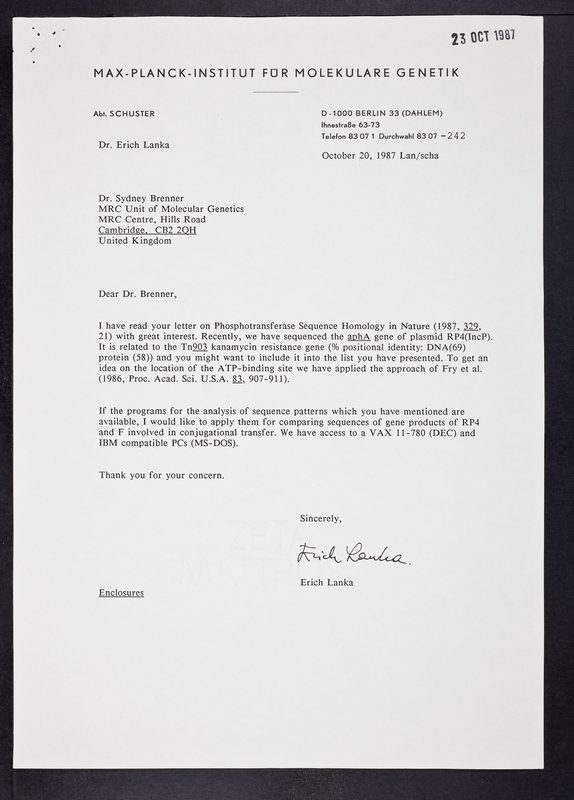 23 OCT 1987
MAX-PLANCK-INSTITUT FÜR MOLEKULARE GENETIK
Abt. SCHUSTER
D-1000 BERLIN 33 (DAHLEM)
Ihnestraße 63-73
Telefon 83 07 1 Durchwahl 83 07 -242
Dr. Erich Lanka
October 20, 1987 Lan/scha
Dr. Sydney Brenner
MRC Unit of Molecular Genetics
MRC Centre, Hills Road
Cambridge, CB2 2QH
United Kingdom
Dear Dr. Brenner,
I have read your letter on Phosphotransferase Sequence Homology in Nature (1987, 329,
21) with great interest. Recently, we have sequenced the aphA gene of plasmid RP4(IncP).
It is related to the Tn903 kanamycin resistance gene (% positional identity: DNA(69)
protein (58)) and you might want to include it into the list you have presented. To get an
idea on the location of the ATP-binding site we have applied the approach of Fry et al.
(1986, Proc. Acad. Sci. U.S.A. 83, 907-911).
If the programs for the analysis of sequence patterns which you have mentioned are
available, I would like to apply them for comparing sequences of gene products of RP4
and F involved in conjugational transfer. We have access to a VAX 11-780 (DEC) and
IBM compatible PCs (MS-DOS).
Thank you for your concern.
Sincerely,
Erich Lanka.
Erich Lanka
Enclosures